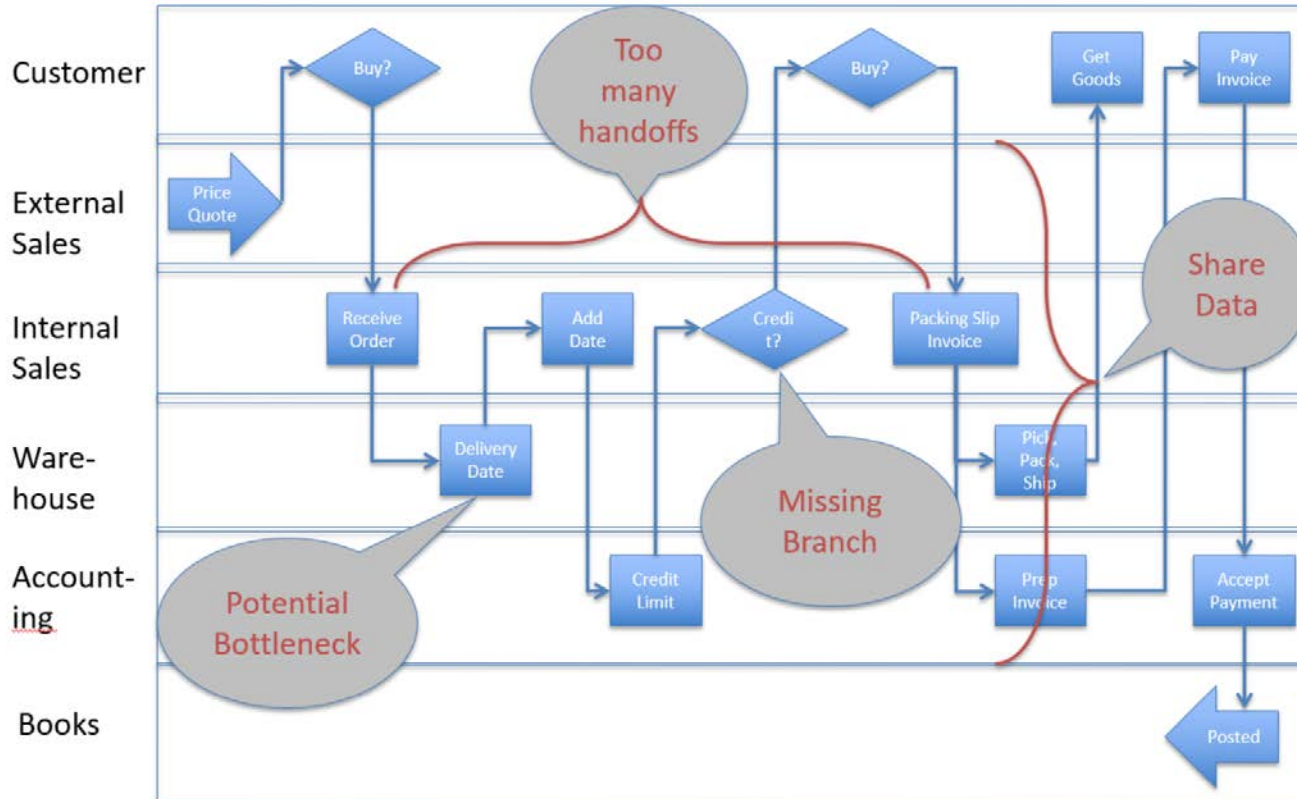 Customer
Buy?
Too
many
handoffs
Buy?
Get
Goods
Pay
Invoice
External
Sales
Price
Quote
Share
Data
Internal
Sales
Receive
Order
Add
Date
Credi
t?
Packing Slip
Invoice
Ware-
house
Delivery
Date
Missing
Branch
Pick,
Pack,
Ship
Account-
ing
Potential
Bottleneck
Credit
Limit
Prep
Invoice
Accept
Payment
Books
Posted